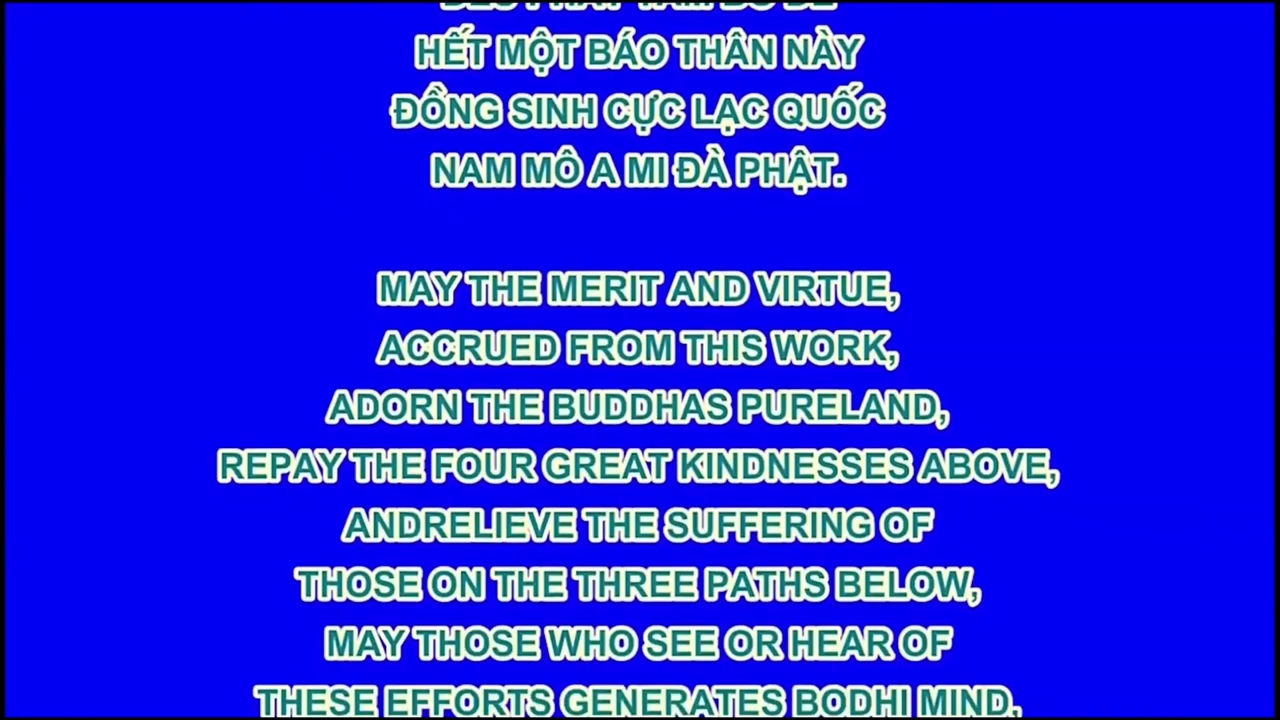 HẾT MỘT BÁO THÂN NÀY
ĐỒNG SINH CỰC LẠC QUỐC
NAM MÔ A MI ĐÀ PHẬT.
MAY THE MERIT AND VIRTUE,
ACCRUED FROM THIS WORK,
ADORN THE BUDDHAS PURELAND,
REPAY THE FOUR GREAT KINDNESSES ABOVE,
ANDRELIEVE THE SUFFERING OF
THOSE ON THE THREE PATHS BELOW,
MAY THOSE WHO SEE OR HEAR OF
THESE EFFORTS GENERATES BODHI MIND,